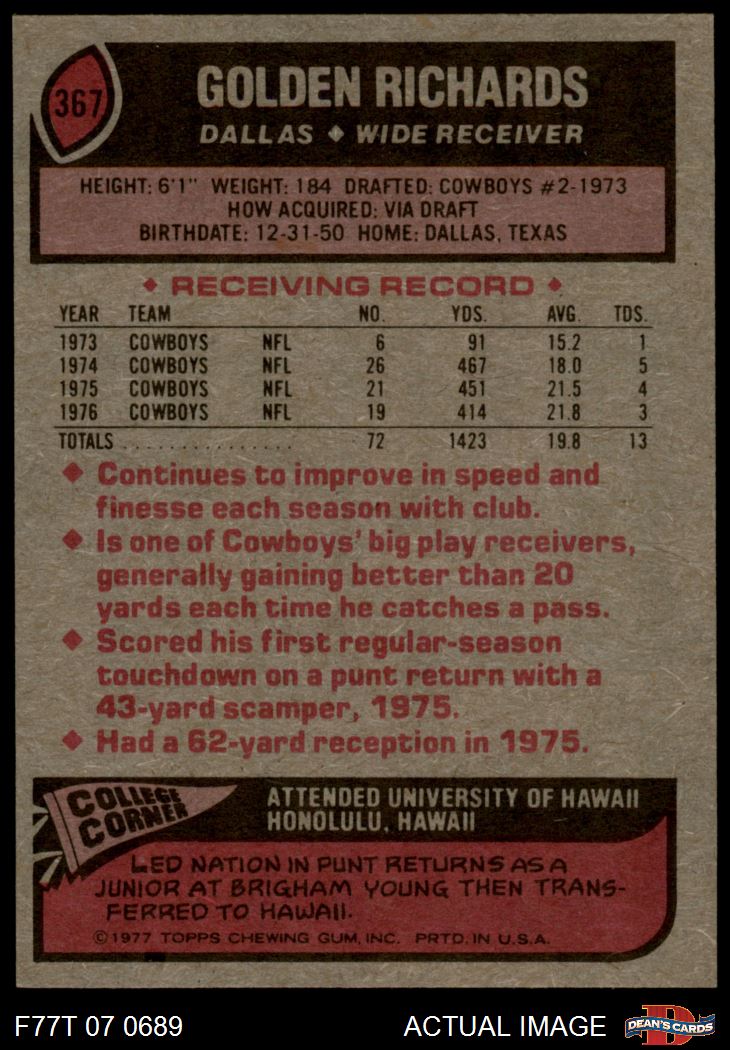 367
GOLDEN RICHARDS
DALLAS ♦ WIDE RECEIVER
HEIGHT: 6'1" WEIGHT: 184 DRAFTED: COWBOYS #2-1973
HOW ACQUIRED: VIA DRAFT
BIRTHDATE: 12-31-50 HOME: DALLAS, TEXAS
♦ RECEIVING RECORD ♦
YEAR TEAM NO. YDS. AVG. TDS.
1973 COWBOYS NFL 6 91 15.2 1
1974 COWBOYS NFL 26 467 18.0 5
1975 COWBOYS NFL 21 451 21.5 4
1976 COWBOYS NFL 19 414 21.8 3
TOTALS . . . . . . . . . . . . . . . . 72 1423 19.8 13
♦ Continues to improve in speed and
finesse each season with club.
♦ Is one of Cowboys' big play receivers,
generally gaining better than 20
yards each time he catches a pass.
♦ Scored his first regular-season
touchdown on a punt return with a
43-yard scamper, 1975.
♦ Had a 62-yard reception in 1975.
COLLEGE
CORNER
ATTENDED UNIVERSITY OF HAWAII
HONOLULU, HAWAII
LED NATION IN PUNT RETURNS AS A
JUNIOR AT BRIGHAM YOUNG THEN TRANS-
FERRED TO HAWAII.
©1977 TOPPS CHEWING GUM, INC. PRTD. IN U.S.A.
F77T 07 0689
ACTUAL IMAGE
D
DEAN'S CARDS